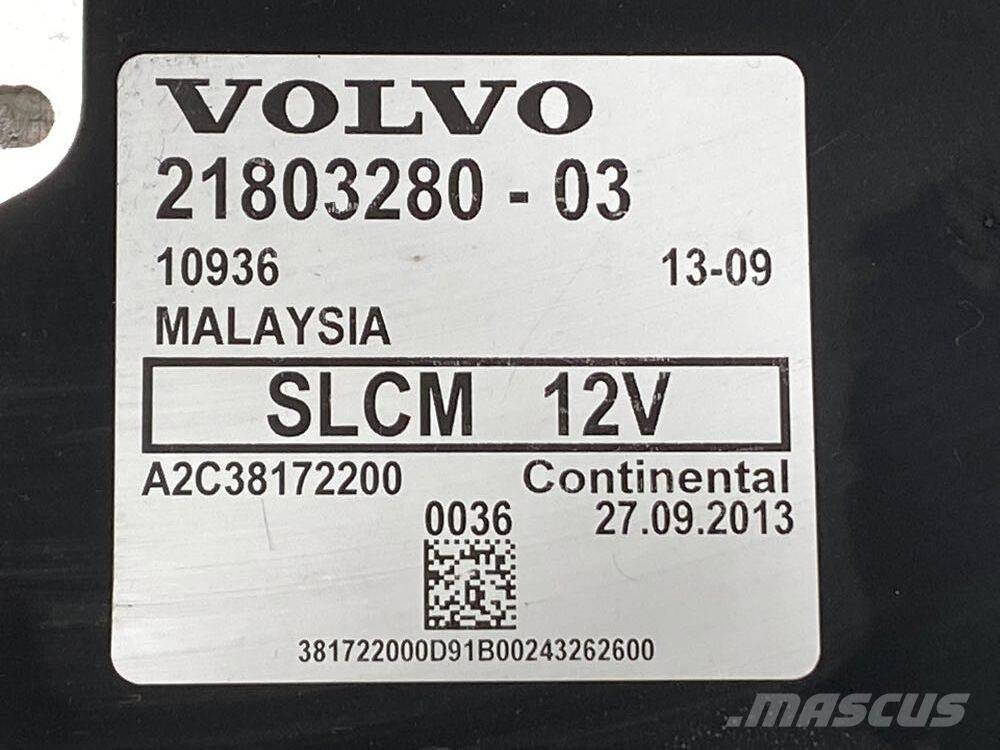 VOLVO
21803280 - 03
10936 13-09
MALAYSIA
SLCM 12V
A2C38172200 Continental
0036 27.09.2013
381722000D91B00243262600
MASCUS